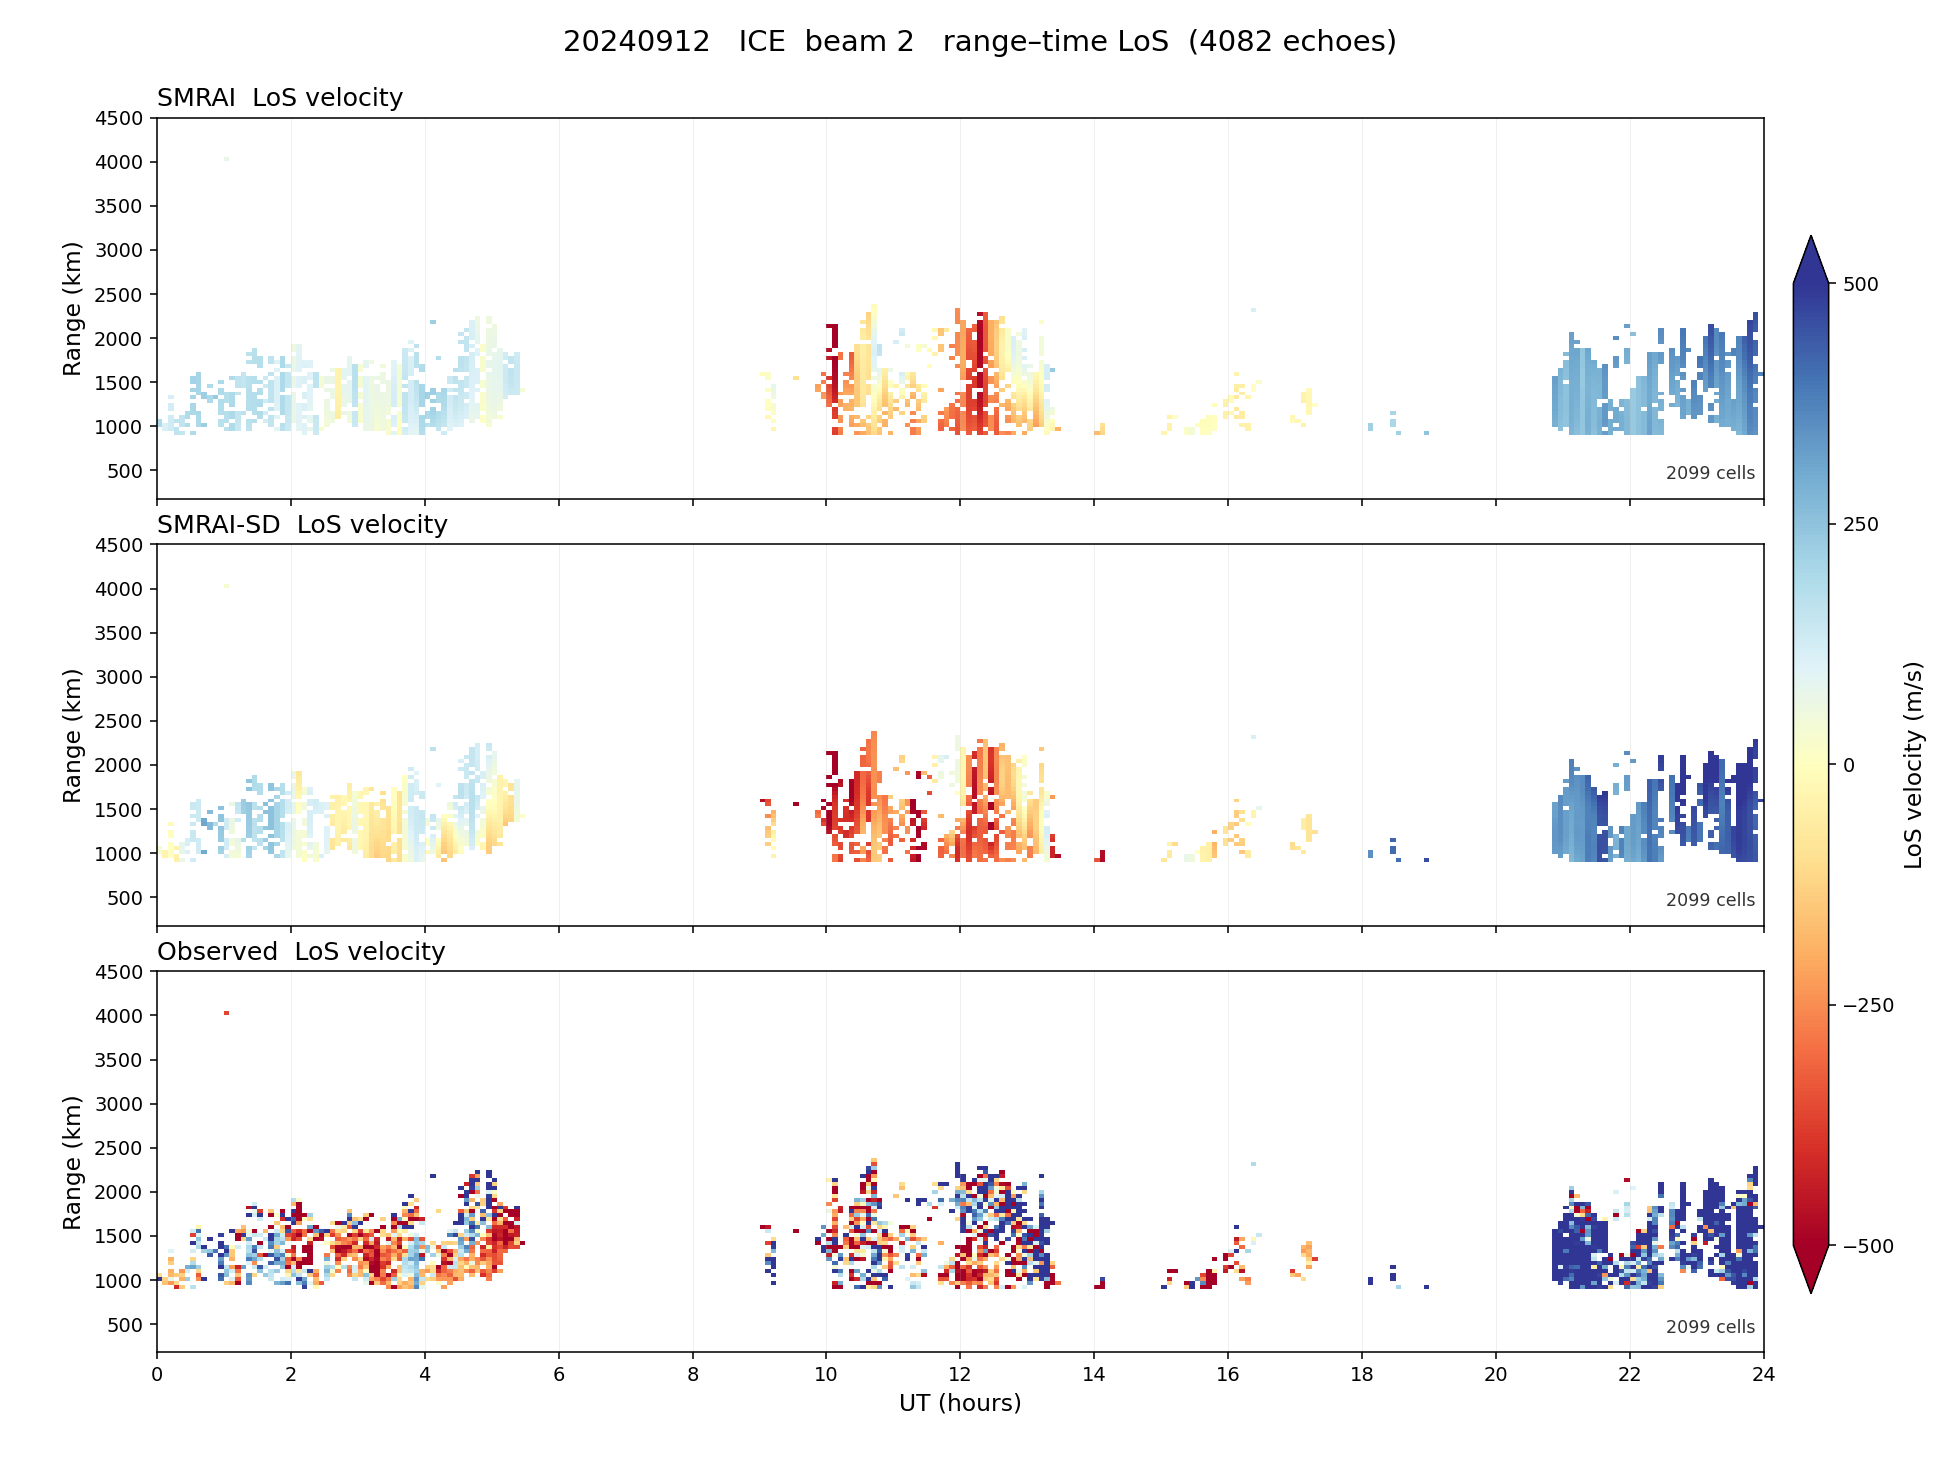 20240912   ICE  beam 2   range–time LoS  (4082 echoes)
SMRAI  LoS velocity
4500
4000
3500
3000
2500
2000
1500
1000
500
Range (km)
2099 cells
SMRAI-SD  LoS velocity
4500
4000
3500
3000
2500
2000
1500
1000
500
Range (km)
2099 cells
Observed  LoS velocity
4500
4000
3500
3000
2500
2000
1500
1000
500
Range (km)
2099 cells
0 2 4 6 8 10 12 14 16 18 20 22 24
UT (hours)
500
250
0
−250
−500
LoS velocity (m/s)